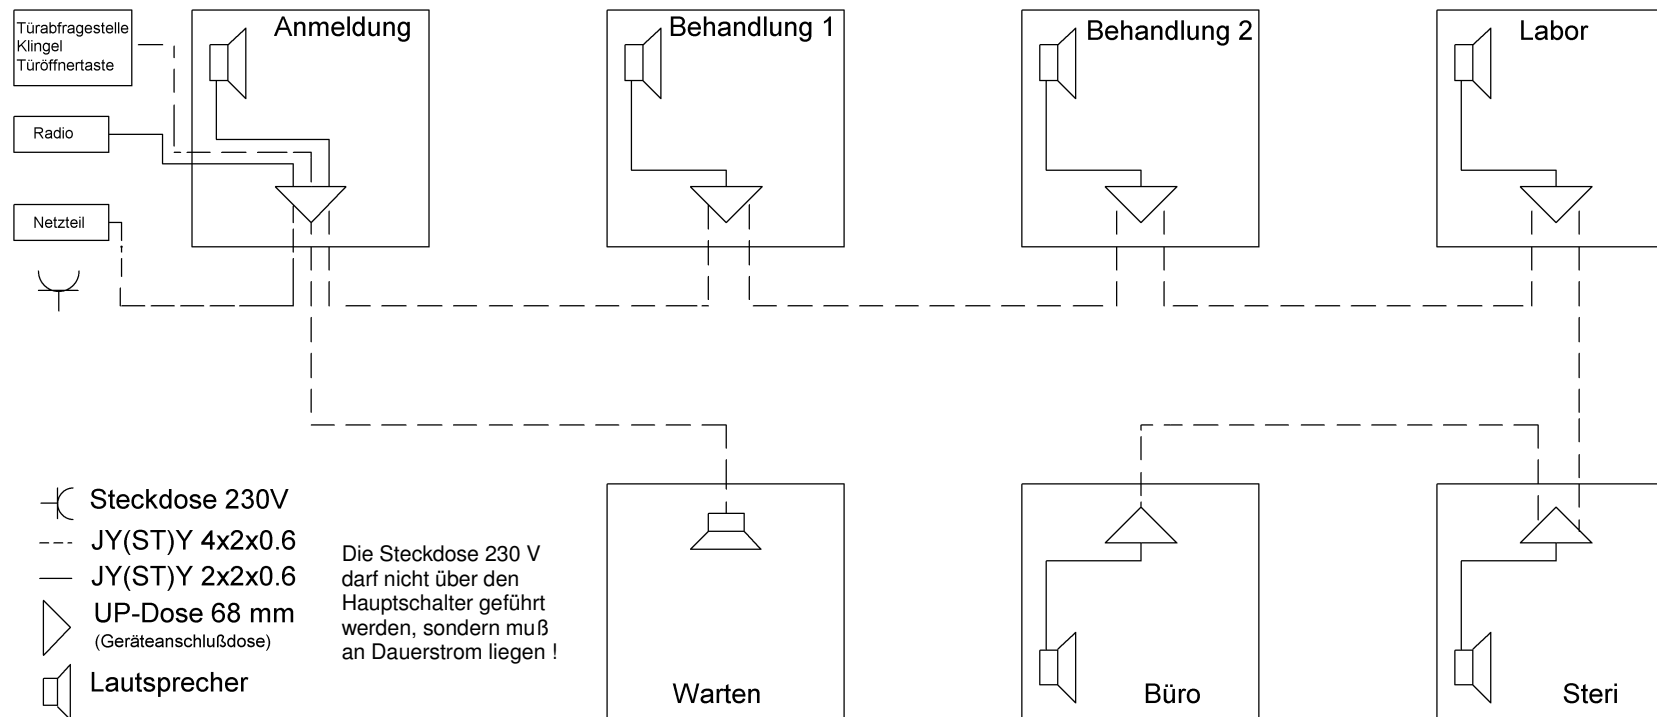 Türabfragestelle
Klingel
Türöffnertaste
Anmeldung
Behandlung 1
Behandlung 2
Labor
Radio
Netzteil
Steckdose 230V
JY(ST)Y 4x2x0.6
JY(ST)Y 2x2x0.6
UP-Dose 68 mm
(Geräteanschlußdose)
Lautsprecher
Die Steckdose 230 V
darf nicht über den
Hauptschalter geführt
werden, sondern muß
an Dauerstrom liegen !
Warten
Büro
Steri